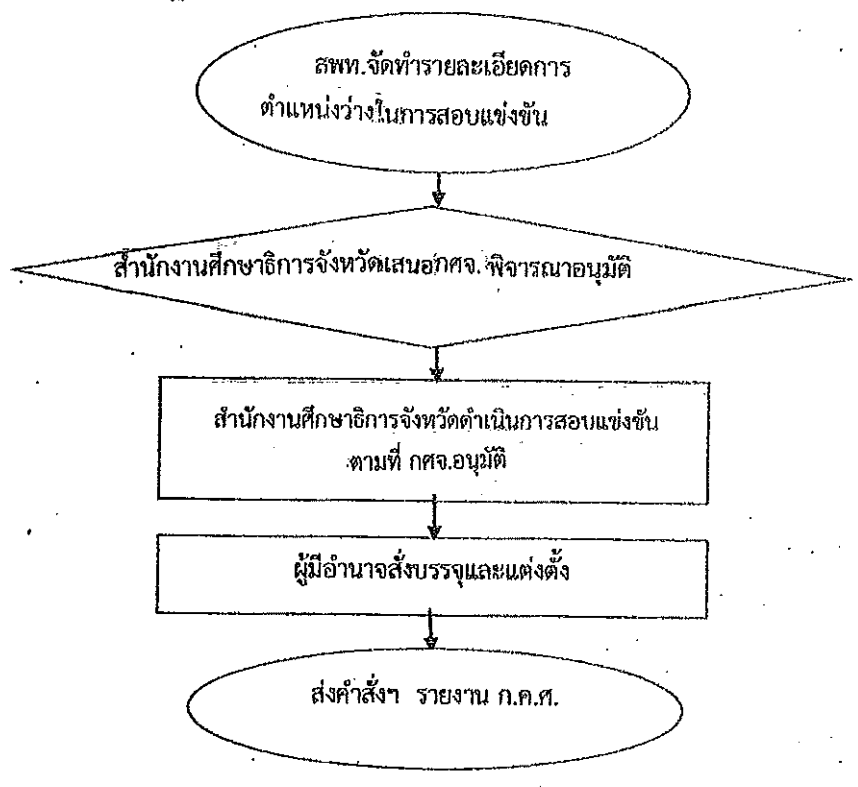 สพท.จัดทำรายละเอียดการ
ตำแหน่งว่างในการสอบแข่งขัน
สำนักงานศึกษาธิการจังหวัดเสนอกศจ. พิจารณาอนุมัติ
สำนักงานศึกษาธิการจังหวัดดำเนินการสอบแข่งขัน
ตามที่ กศจ.อนุมัติ
ผู้มีอำนาจสั่งบรรจุและแต่งตั้ง
ส่งคำสั่งฯ รายงาน ก.ค.ศ.